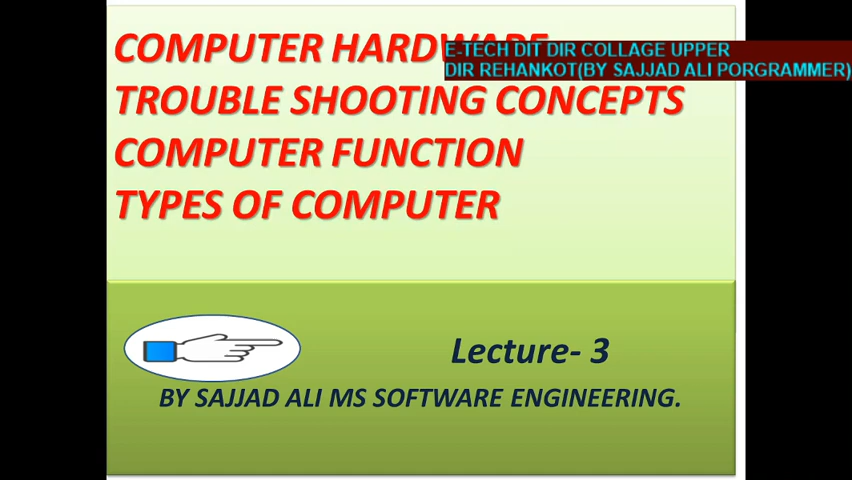 COMPUTER HARDWARE
E-TECH DIT DIR COLLAGE UPPER
DIR REHANKOT(BY SAJJAD ALI PORGRAMMER)
TROUBLE SHOOTING CONCEPTS
COMPUTER FUNCTION
TYPES OF COMPUTER
Lecture- 3
BY SAJJAD ALI MS SOFTWARE ENGINEERING.